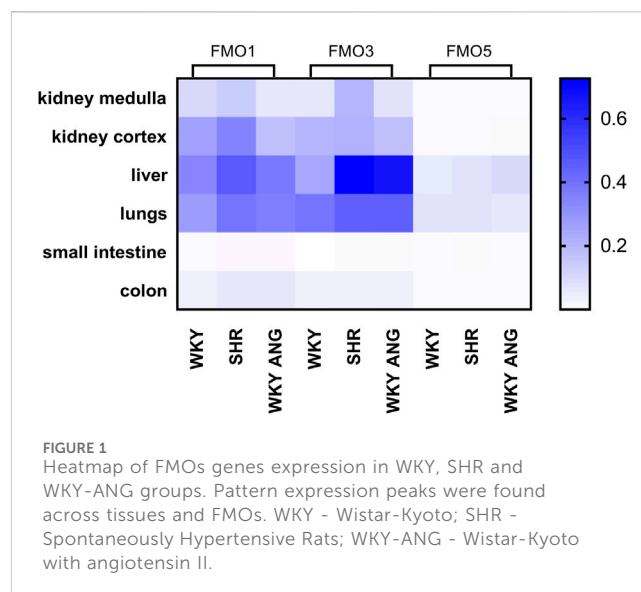 FMO1 FMO3 FMO5
kidney medulla
kidney cortex
liver
lungs
small intestine
colon
0.6
0.4
0.2
WKY SHR WKY ANG WKY SHR WKY ANG WKY SHR WKY ANG
FIGURE 1
Heatmap of FMOs genes expression in WKY, SHR and
WKY-ANG groups. Pattern expression peaks were found
across tissues and FMOs. WKY - Wistar-Kyoto; SHR -
Spontaneously Hypertensive Rats; WKY-ANG - Wistar-Kyoto
with angiotensin II.